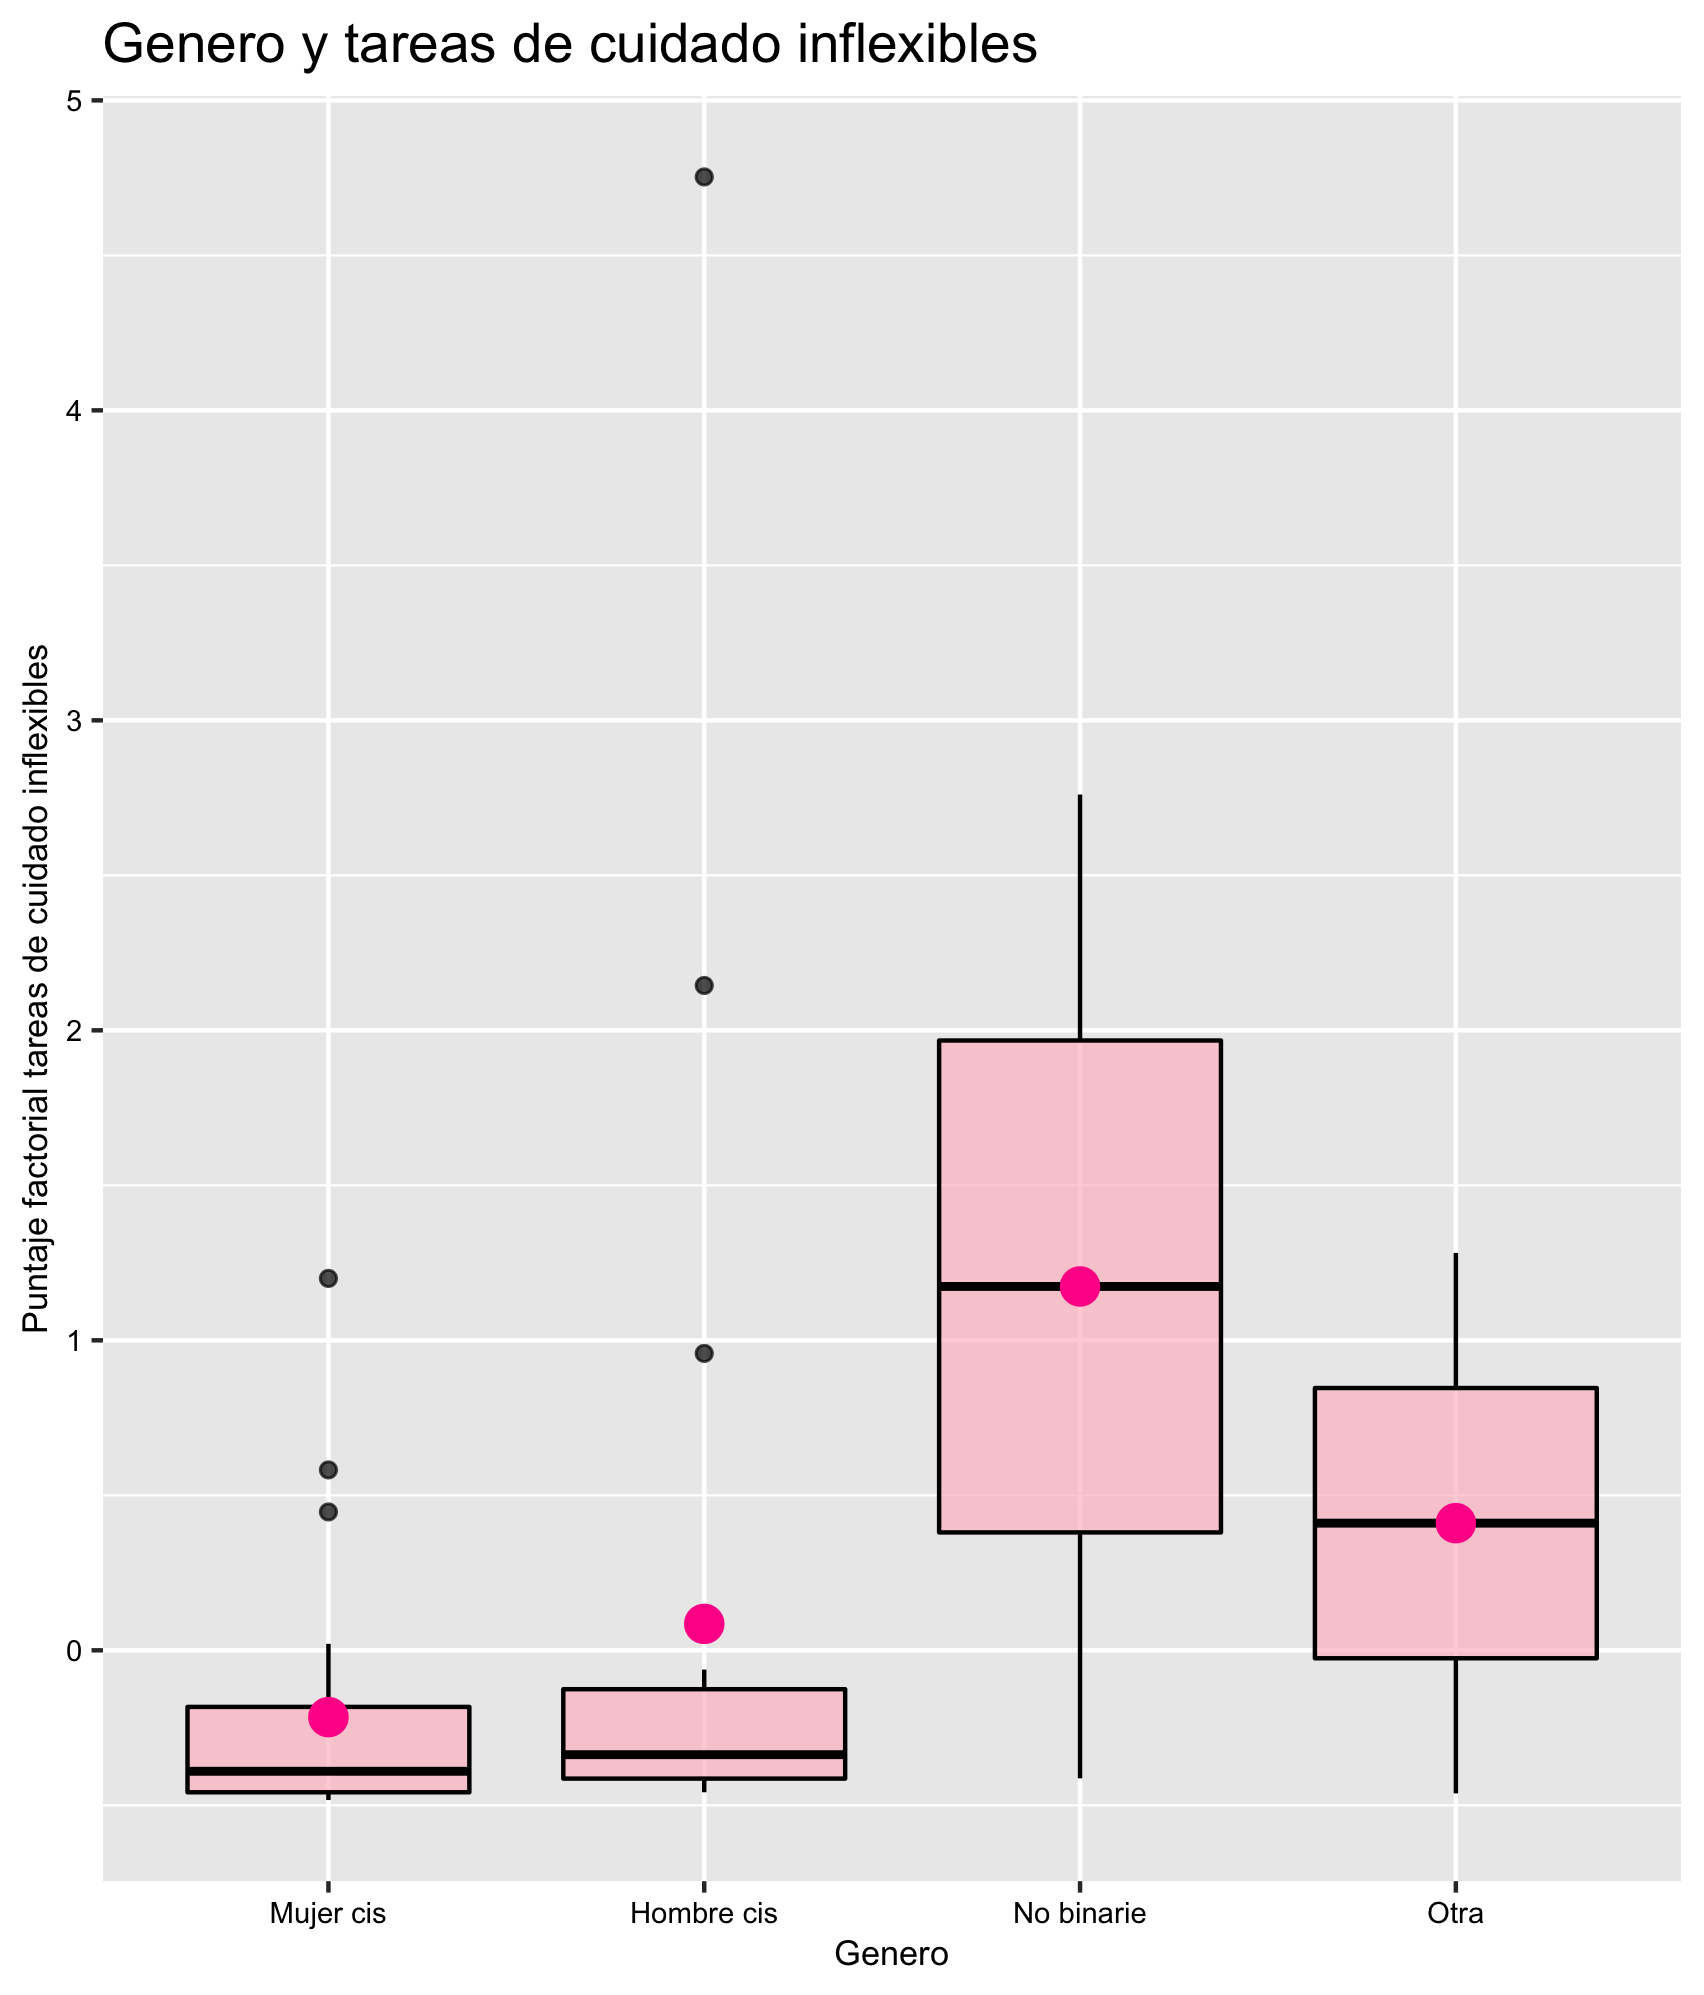 Genero y tareas de cuidado inflexibles
Puntaje factorial tareas de cuidado inflexibles
5
4
3
2
1
0
Mujer cis
Hombre cis
No binarie
Otra
Genero